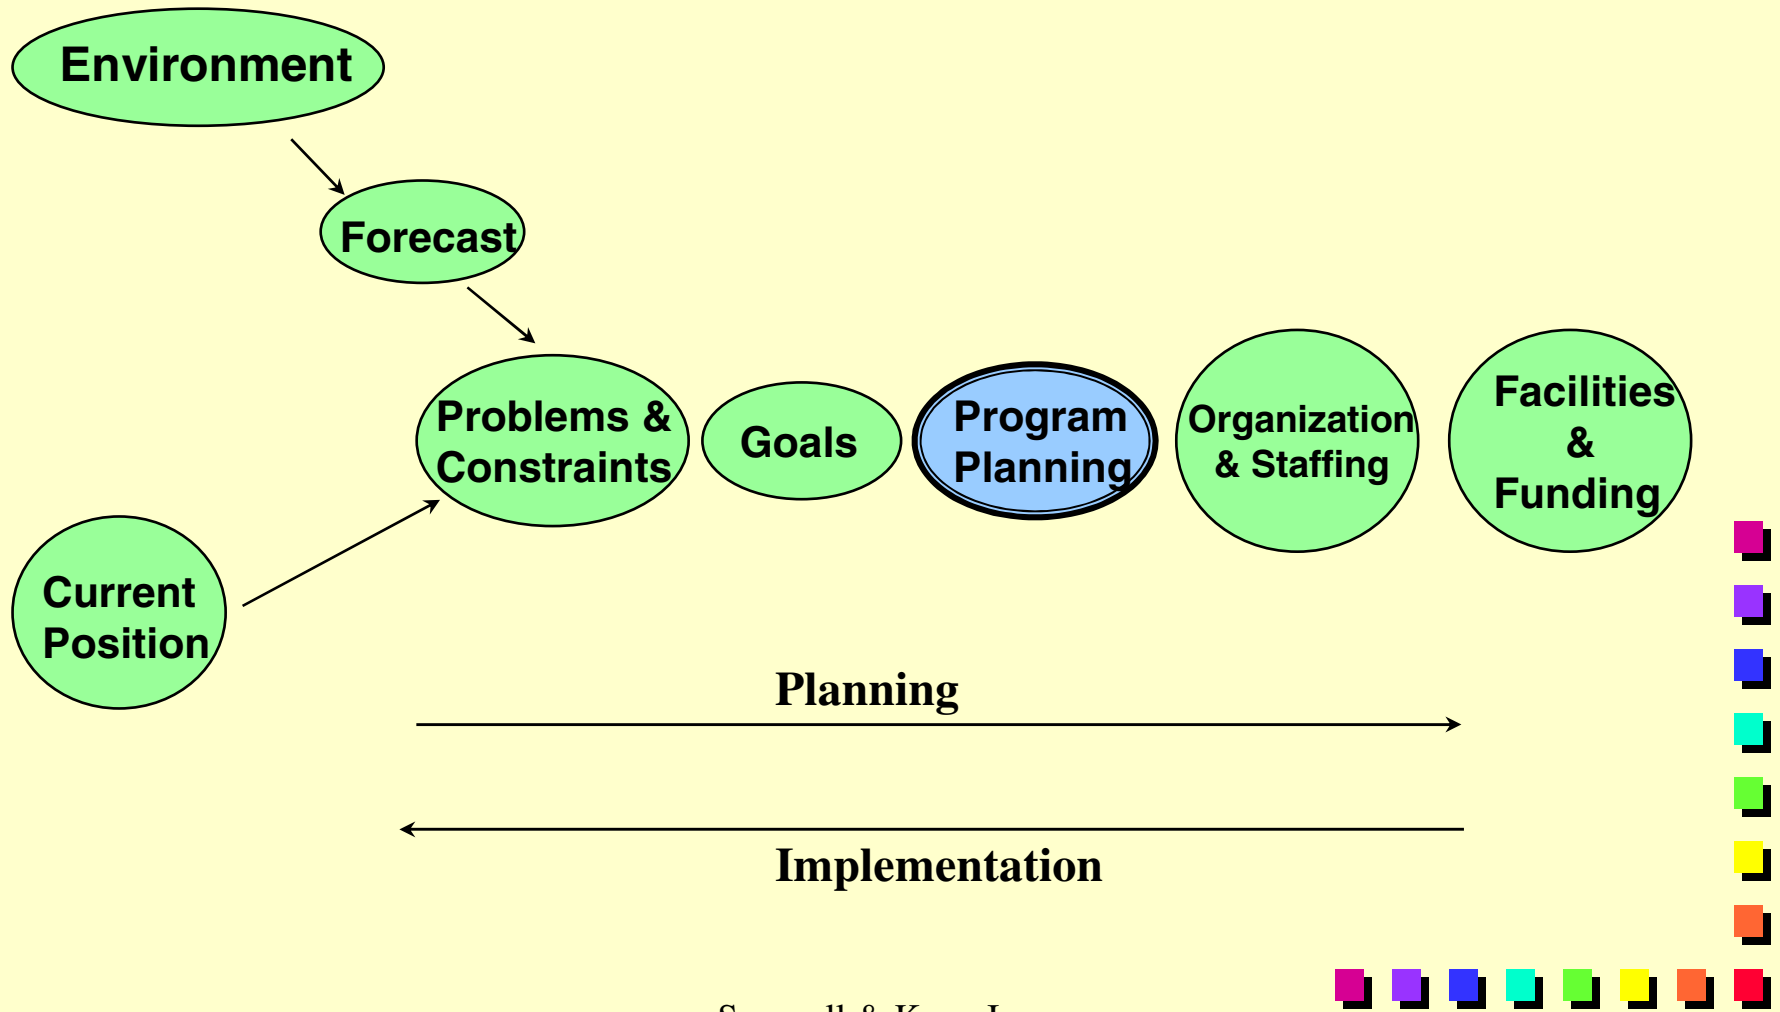 Environment
Forecast
Problems &
Constraints
Goals
Program
Planning
Organization
& Staffing
Facilities
&
Funding
Current
Position
Planning
Implementation